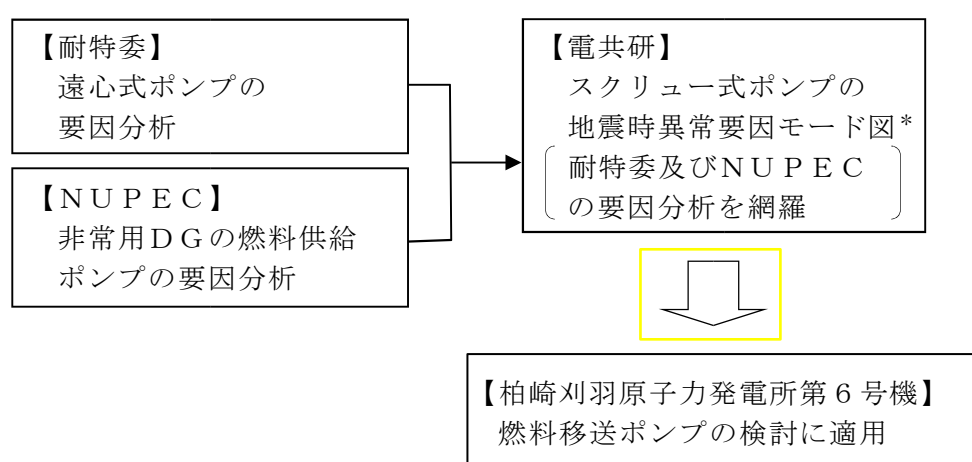 【耐特委】
遠心式ポンプの
要因分析
【ＮＵＰＥＣ】
非常用ＤＧの燃料供給
ポンプの要因分析
【電共研】
スクリュー式ポンプの
地震時異常要因モード図*
耐特委及びＮＵＰＥＣ
の要因分析を網羅
【柏崎刈羽原子力発電所第６号機】
燃料移送ポンプの検討に適用